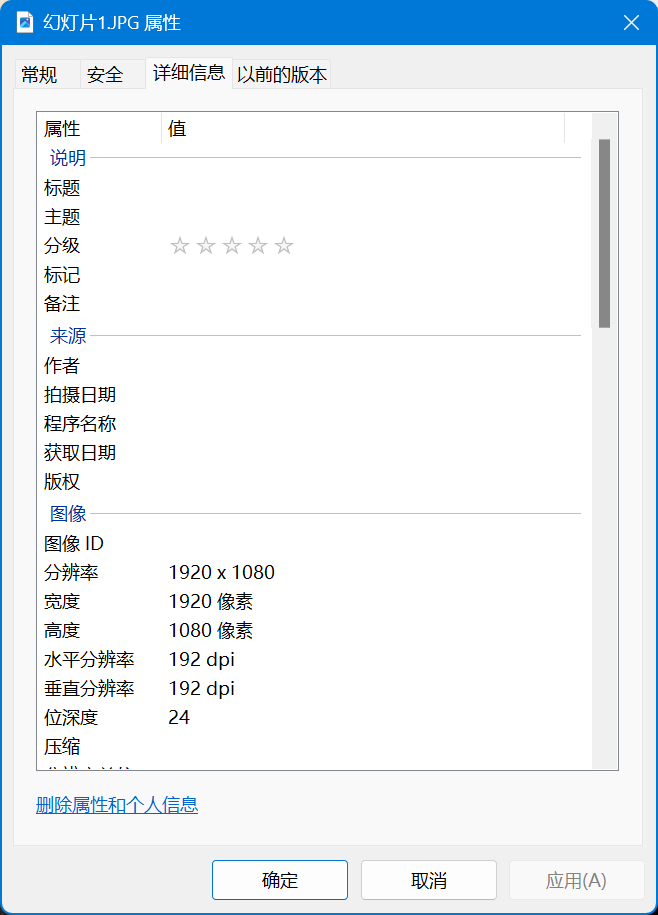 幻灯片1.JPG 属性
常规 安全 详细信息 以前的版本
属性 值
说明
标题
主题
分级
标记
备注
来源
作者
拍摄日期
程序名称
获取日期
版权
图像
图像 ID
分辨率 1920 x 1080
宽度 1920 像素
高度 1080 像素
水平分辨率 192 dpi
垂直分辨率 192 dpi
位深度 24
压缩
删除属性和个人信息
确定 取消 应用(A)